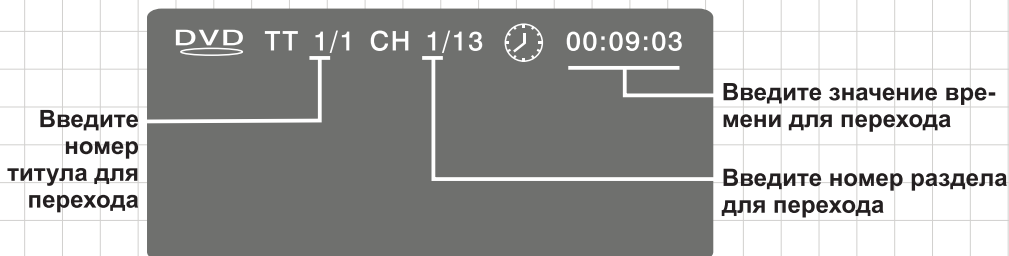 DVD TT 1/1 CH 1/13 00:09:03
Введите
номер
титула для
перехода
Введите значение вре-
мени для перехода
Введите номер раздела
для перехода